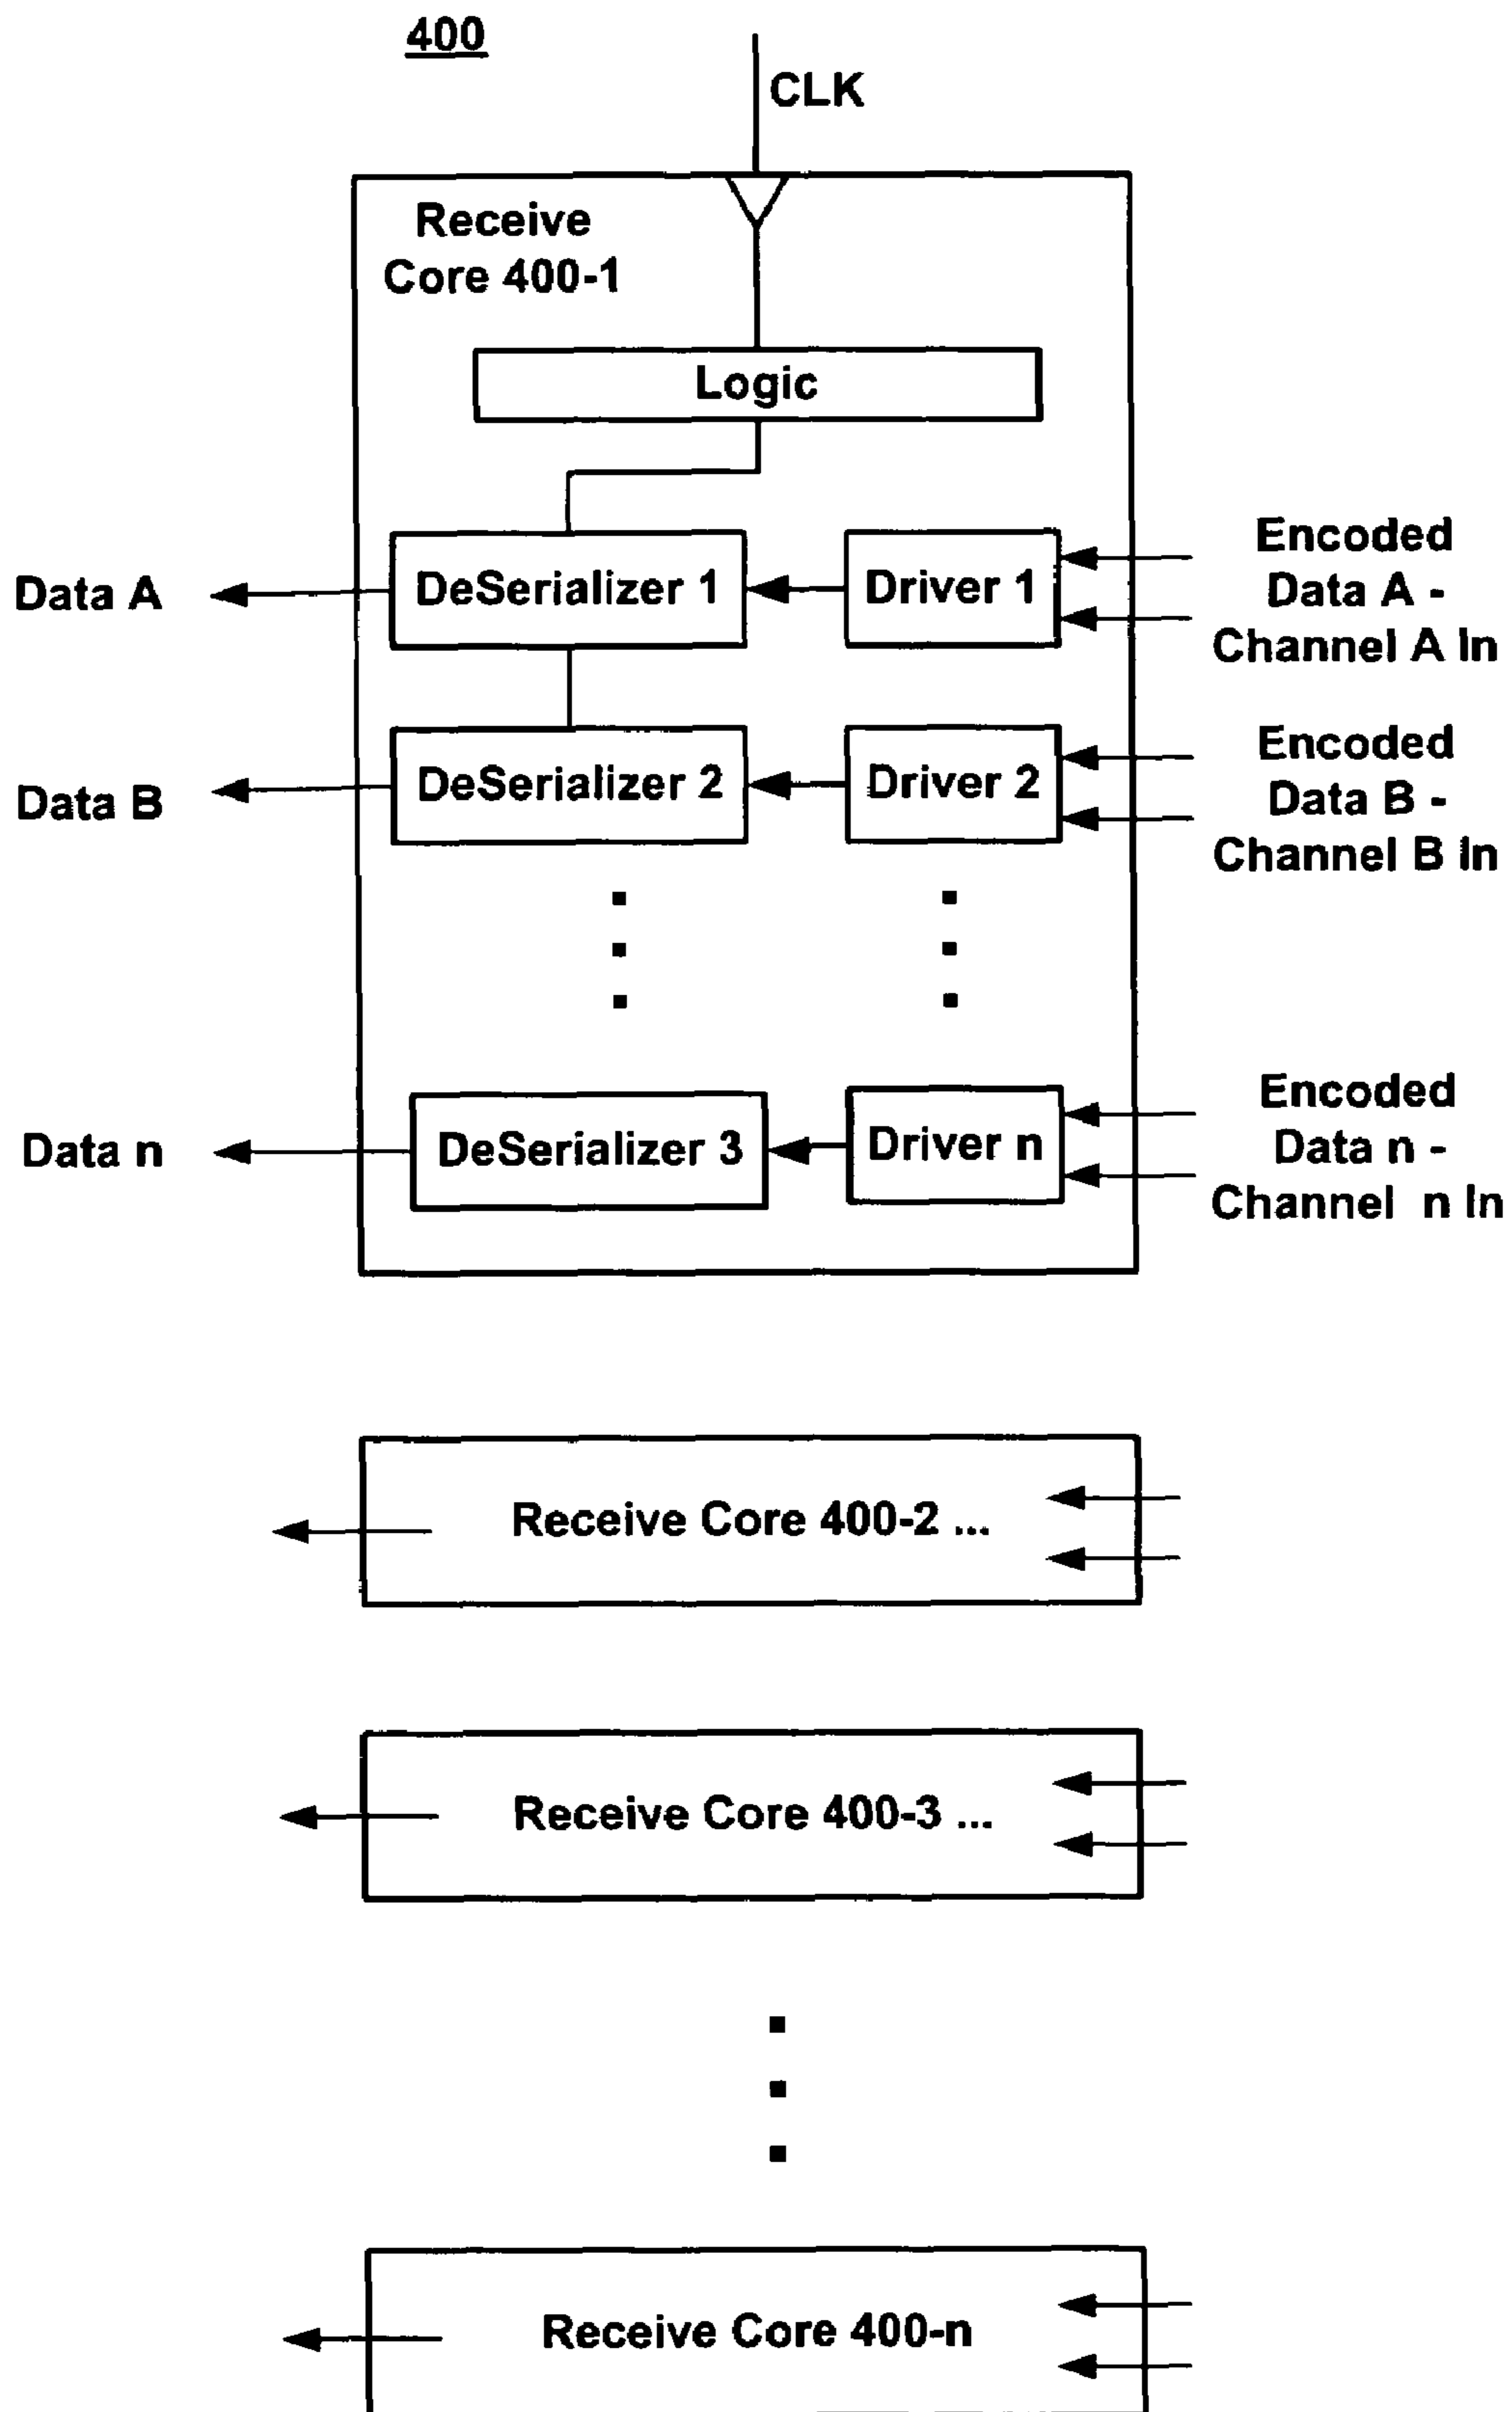 400
CLK
Receive
Core 400-1
Logic
Data A
DeSerializer 1
Driver 1
Encoded
Data A -
Channel A In
Data B
DeSerializer 2
Driver 2
Encoded
Data B -
Channel B In
Data n
DeSerializer 3
Driver n
Encoded
Data n -
Channel n In
Receive Core 400-2 ...
Receive Core 400-3 ...
Receive Core 400-n